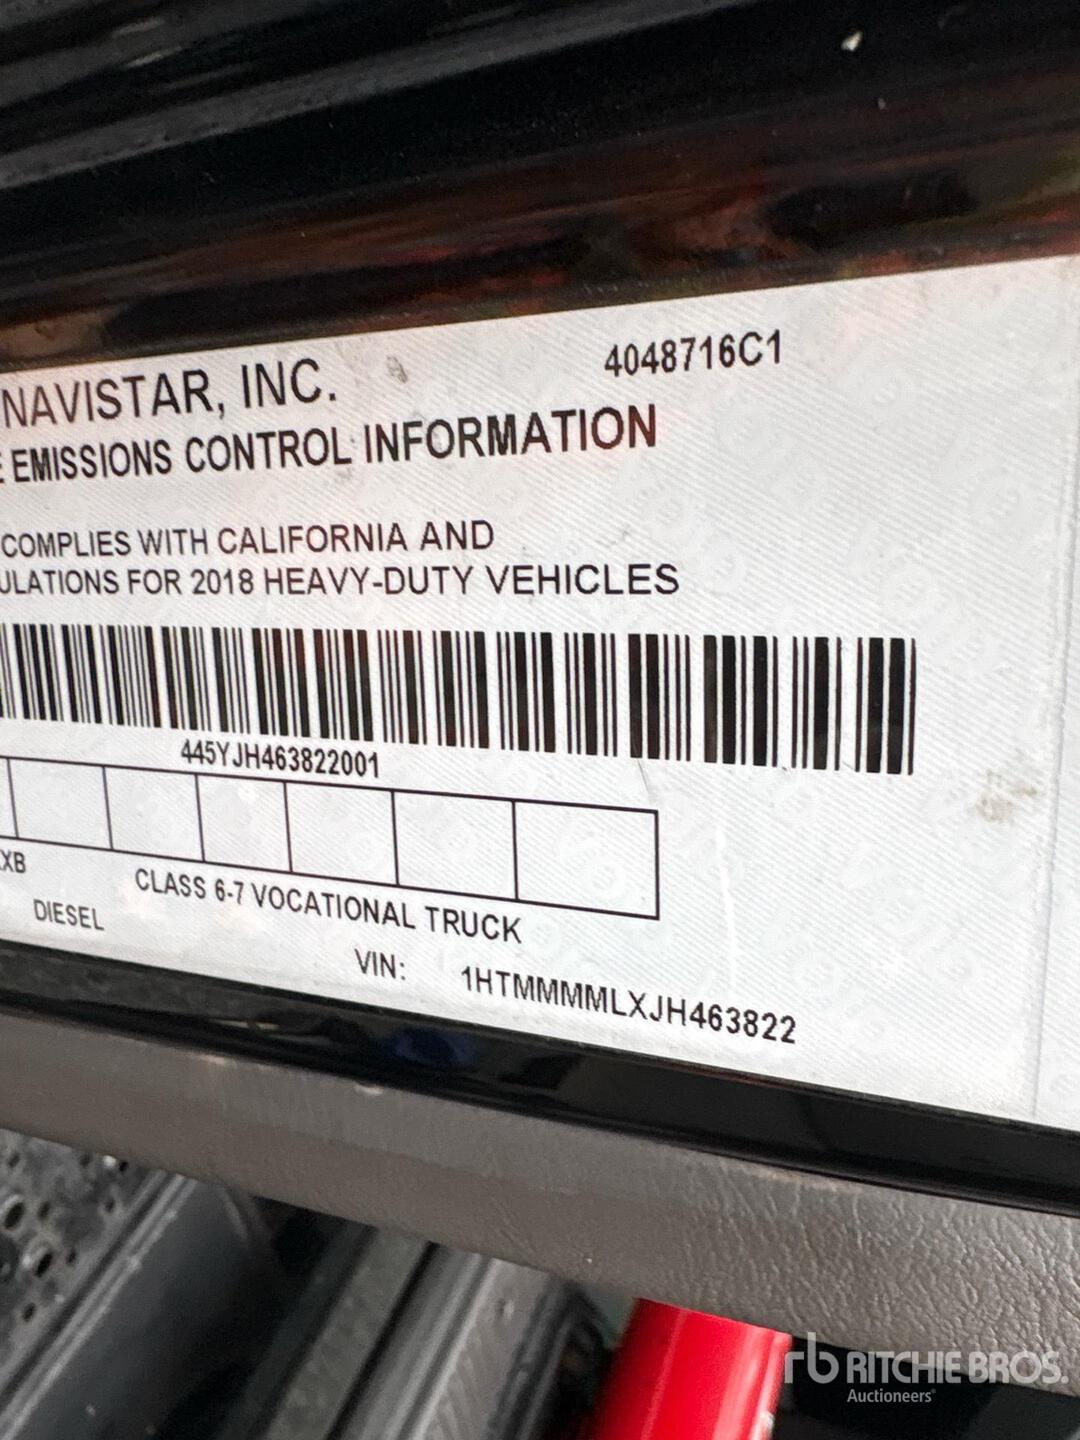 NAVISTAR, INC.
4048716C1
EMISSIONS CONTROL INFORMATION
COMPLIES WITH CALIFORNIA AND
ULATIONS FOR 2018 HEAVY-DUTY VEHICLES
445YJH463822001
XB
CLASS 6-7 VOCATIONAL TRUCK
DIESEL
VIN: 1HTMMMMLXJH463822
rb RITCHIE BROS.
Auctioneers